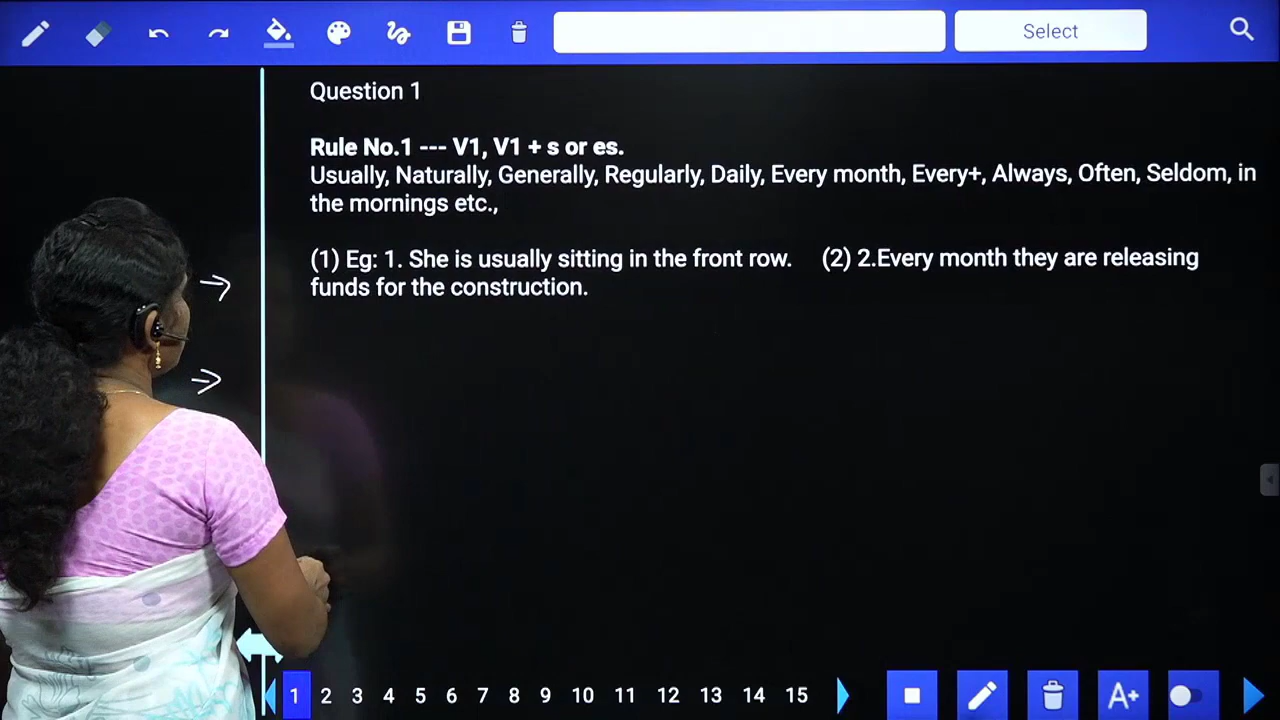 Select
Question 1
Rule No.1 --- V1, V1 + s or es.
Usually, Naturally, Generally, Regularly, Daily, Every month, Every+, Always, Often, Seldom, in
the mornings etc.,
(1) Eg: 1. She is usually sitting in the front row. (2) 2.Every month they are releasing
funds for the construction.
1 2 3 4 5 6 7 8 9 10 11 12 13 14 15
A+